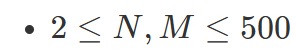 • 2 ≤ N, M ≤ 500